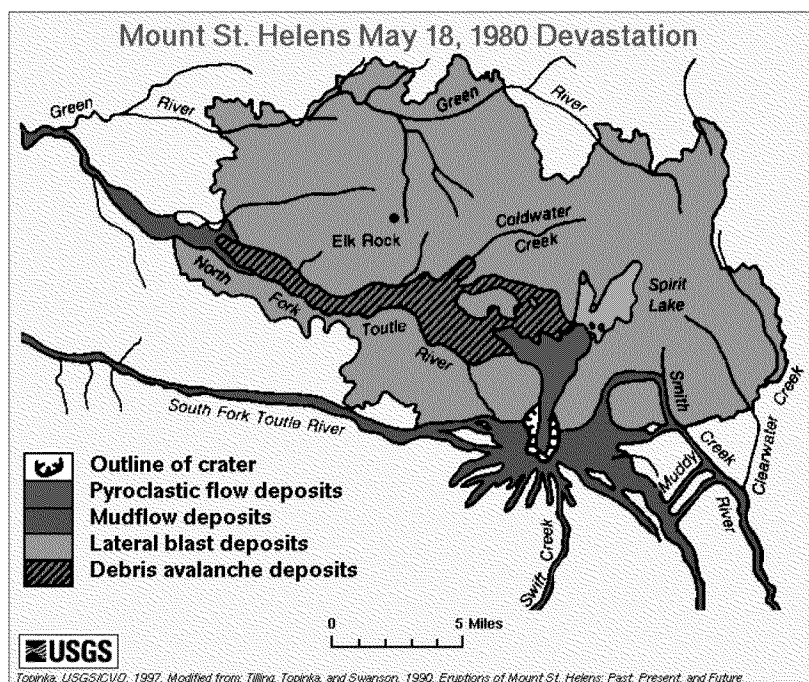 Mount St. Helens May 18, 1980 Devastation
Green
River
Green
River
Elk Rock
Coldwater
Creek
North
Fork
Toutle
River
Spirit
Lake
South Fork Toutle River
Smith
Creek
Muddy
River
Clearwater Creek
Swift Creek
Outline of crater
Pyroclastic flow deposits
Mudflow deposits
Lateral blast deposits
Debris avalanche deposits
0
5 Miles
USGS
Topinka, USGS/CVO, 1997, Modified from: Tilling, Topinka, and Swanson, 1990, Eruptions of Mount St. Helens: Past, Present, and Future